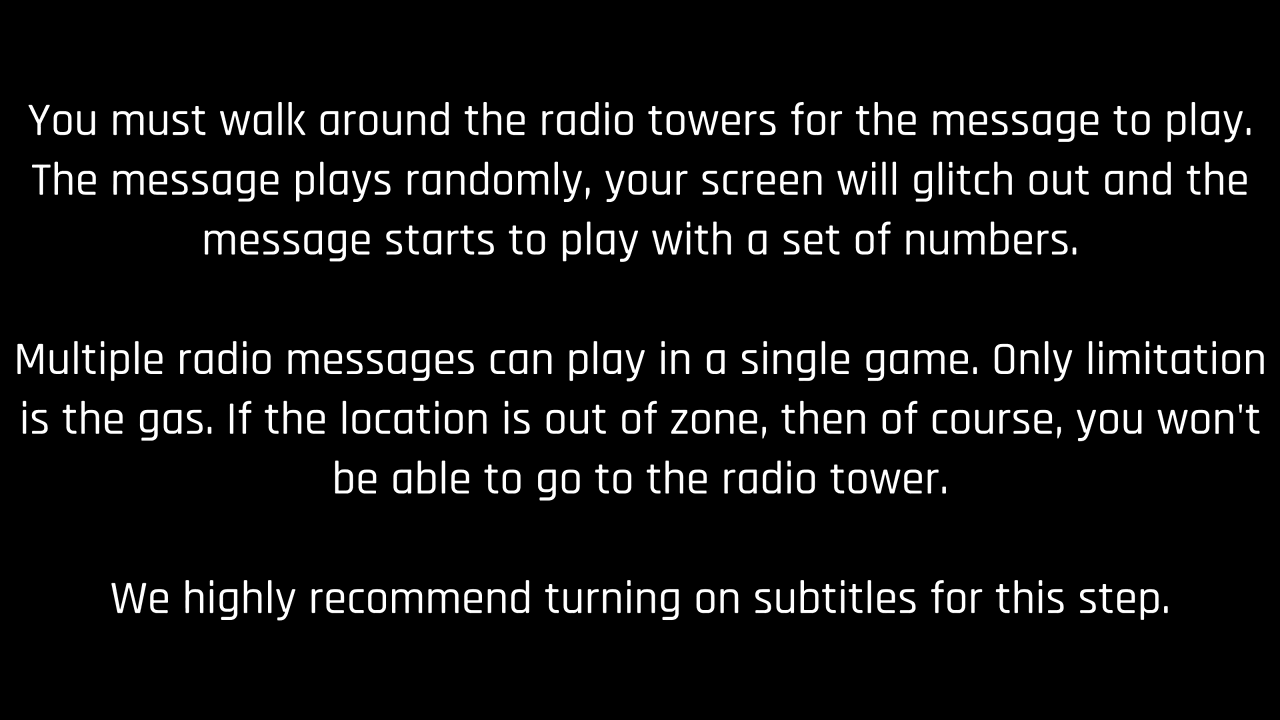 You must walk around the radio towers for the message to play.
The message plays randomly, your screen will glitch out and the
message starts to play with a set of numbers.
Multiple radio messages can play in a single game. Only limitation
is the gas. If the location is out of zone, then of course, you won't
be able to go to the radio tower.
We highly recommend turning on subtitles for this step.